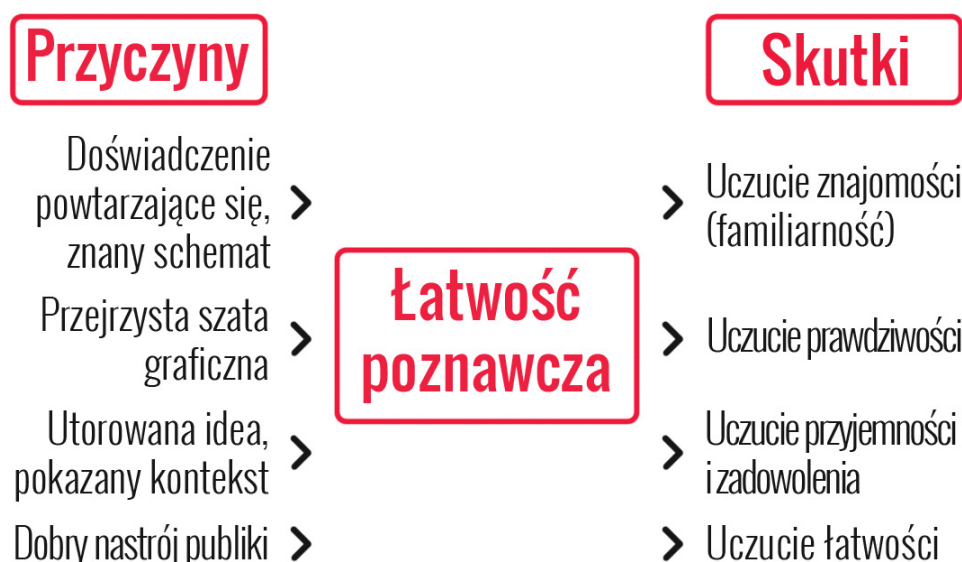 Przyczyny
Doświadczenie
powtarzające się,
znany schemat
Przejrzysta szata
graficzna
Utorowana idea,
pokazany kontekst
Dobry nastrój publiki
Łatwość
poznawcza
Skutki
Uczucie znajomości
(familiarność)
Uczucie prawdziwości
Uczucie przyjemności
i zadowolenia
Uczucie łatwości